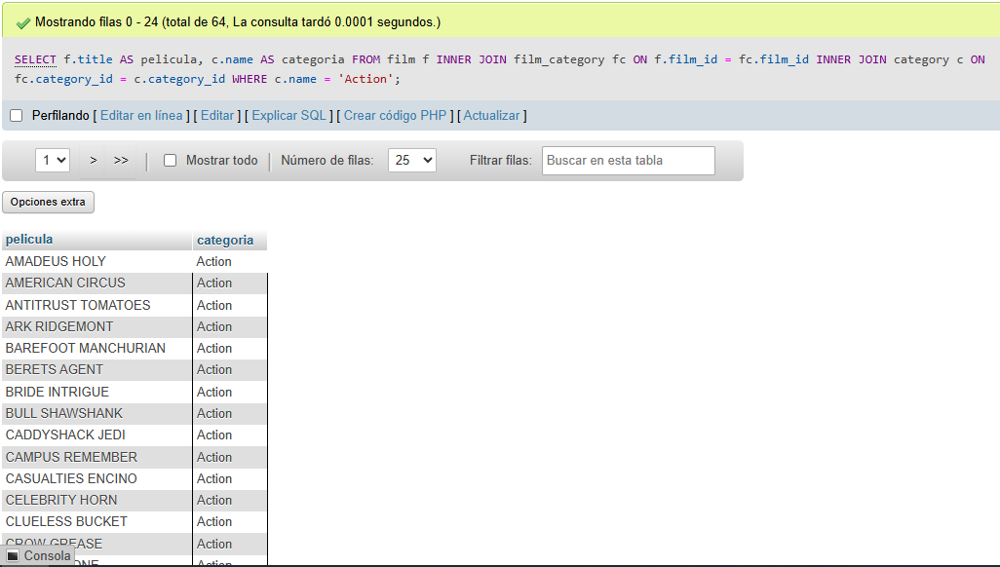 Mostrando filas 0 - 24 (total de 64, La consulta tardó 0.0001 segundos.)
SELECT f.title AS pelicula, c.name AS categoria FROM film f INNER JOIN film_category fc ON f.film_id = fc.film_id INNER JOIN category c ON
fc.category_id = c.category_id WHERE c.name = 'Action';
Perfilando [ Editar en línea ] [ Editar ] [ Explicar SQL ] [ Crear código PHP ] [ Actualizar ]
1 > >> | Mostrar todo | Número de filas: 25 Filtrar filas: Buscar en esta tabla
Opciones extra
pelicula categoria
AMADEUS HOLY Action
AMERICAN CIRCUS Action
ANTITRUST TOMATOES Action
ARK RIDGEMONT Action
BAREFOOT MANCHURIAN Action
BERETS AGENT Action
BRIDE INTRIGUE Action
BULL SHAWSHANK Action
CADDYSHACK JEDI Action
CAMPUS REMEMBER Action
CASUALTIES ENCINO Action
CELEBRITY HORN Action
CLUELESS BUCKET Action
CROW GREASE Action
Consola
Action